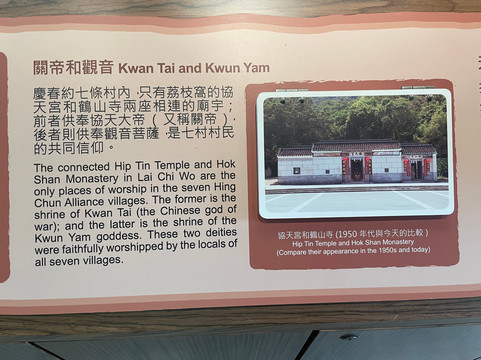 關帝和觀音 Kwan Tai and Kwun Yam
慶春約七條村內，只有荔枝窩的協
天宮和鶴山寺兩座相連的廟宇；
前者供奉協天大帝（又稱關帝），
後者則供奉觀音菩薩，是七村村民
的共同信仰。
The connected Hip Tin Temple and Hok
Shan Monastery in Lai Chi Wo are the
only places of worship in the seven Hing
Chun Alliance villages. The former is the
shrine of Kwan Tai (the Chinese god of
war); and the latter is the shrine of the
Kwun Yam goddess. These two deities
were faithfully worshipped by the locals of
all seven villages.
協天宮和鶴山寺 (1950 年代與今天的比較)
Hip Tin Temple and Hok Shan Monastery
(Compare their appearance in the 1950s and today)